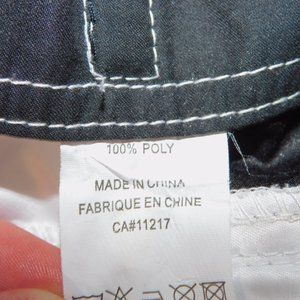 100% POLY
MADE IN CHINA
FABRIQUE EN CHINE
CA#11217